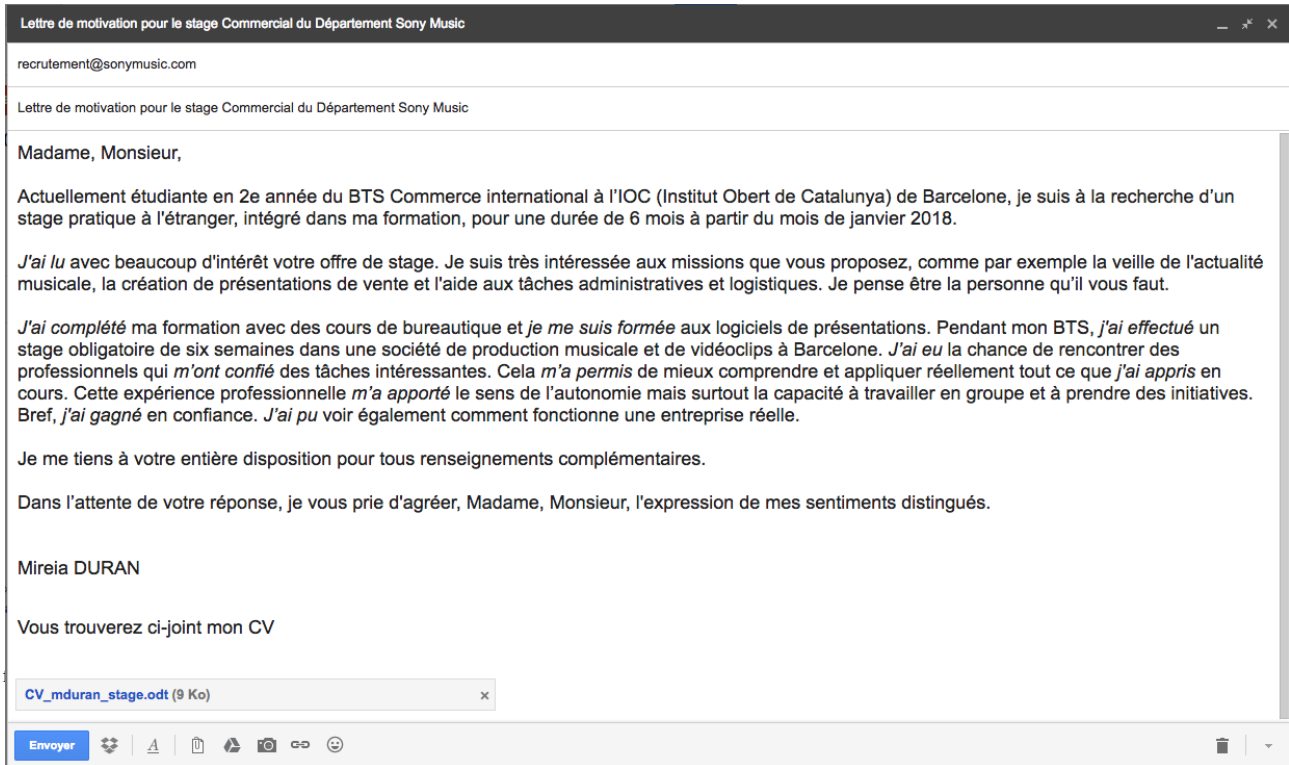 Lettre de motivation pour le stage Commercial du Département Sony Music
recrutement@sonymusic.com
Lettre de motivation pour le stage Commercial du Département Sony Music
Madame, Monsieur,
Actuellement étudiante en 2e année du BTS Commerce international à l’IOC (Institut Obert de Catalunya) de Barcelone, je suis à la recherche d’un
stage pratique à l'étranger, intégré dans ma formation, pour une durée de 6 mois à partir du mois de janvier 2018.
J'ai lu avec beaucoup d'intérêt votre offre de stage. Je suis très intéressée aux missions que vous proposez, comme par exemple la veille de l'actualité
musicale, la création de présentations de vente et l'aide aux tâches administratives et logistiques. Je pense être la personne qu’il vous faut.
J'ai complété ma formation avec des cours de bureautique et je me suis formée aux logiciels de présentations. Pendant mon BTS, j'ai effectué un
stage obligatoire de six semaines dans une société de production musicale et de vidéoclips à Barcelone. J’ai eu la chance de rencontrer des
professionnels qui m’ont confié des tâches intéressantes. Cela m’a permis de mieux comprendre et appliquer réellement tout ce que j’ai appris en
cours. Cette expérience professionnelle m’a apporté le sens de l’autonomie mais surtout la capacité à travailler en groupe et à prendre des initiatives.
Bref, j’ai gagné en confiance. J’ai pu voir également comment fonctionne une entreprise réelle.
Je me tiens à votre entière disposition pour tous renseignements complémentaires.
Dans l’attente de votre réponse, je vous prie d'agréer, Madame, Monsieur, l'expression de mes sentiments distingués.
Mireia DURAN
Vous trouverez ci-joint mon CV
CV_mduran_stage.odt (9 Ko)
Envoyer